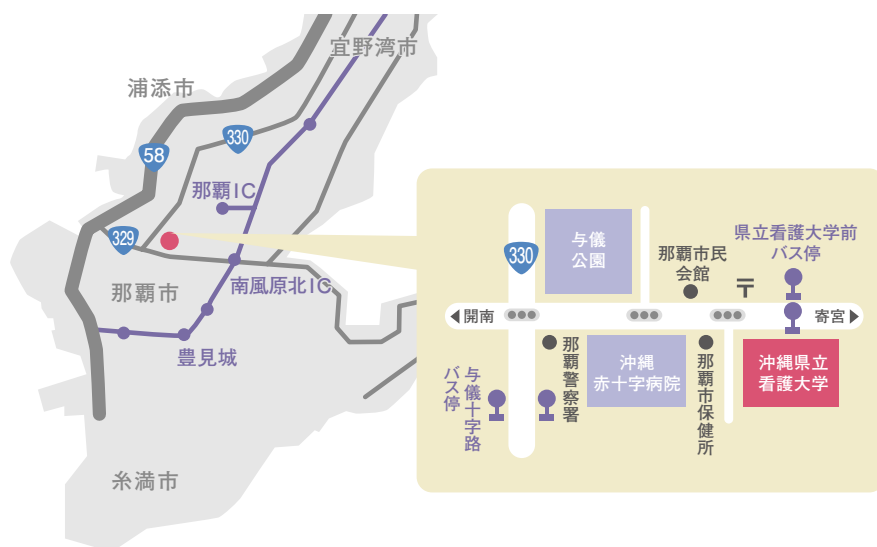 宜野湾市
浦添市
330
58
那覇IC
329
南風原北IC
那覇市
豊見城
糸満市
与儀
公園
330
那覇市民
会館
〒
県立看護大学前
バス停
開南
寄宮
那覇警察署
沖縄
赤十字病院
那覇市保健所
沖縄県立
看護大学
与儀十字路
バス停